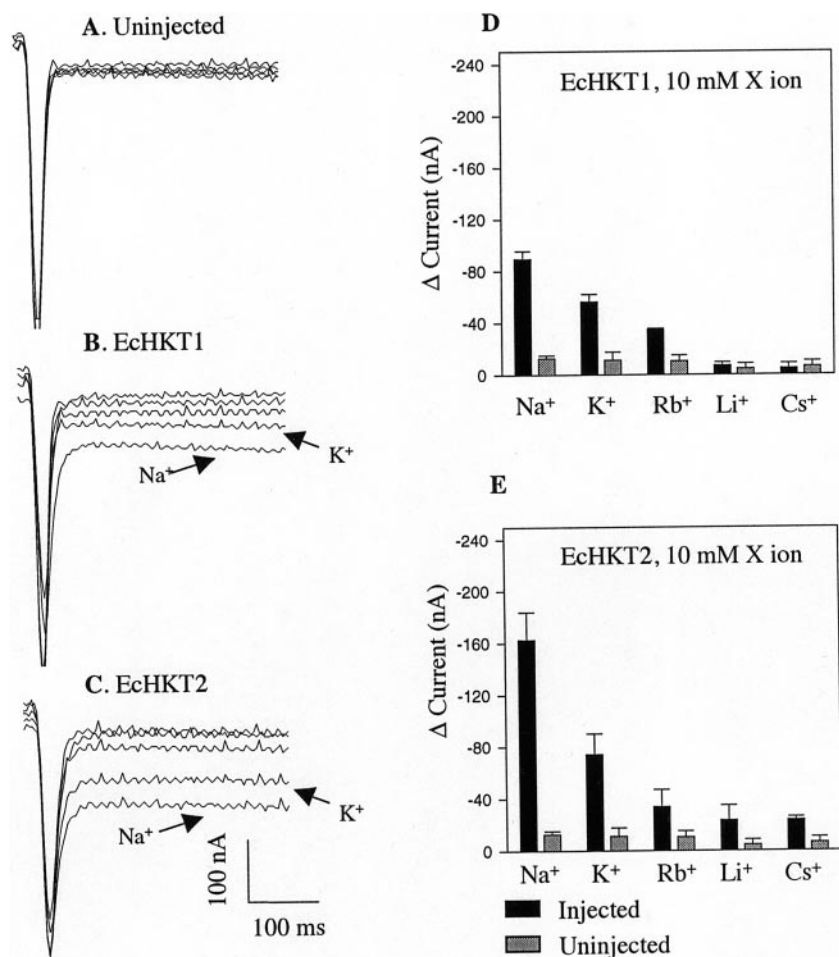 A. Uninjected
B. EcHKT1
K⁺
Na⁺
C. EcHKT2
K⁺
Na⁺
100 nA
100 ms
D
EcHKT1, 10 mM X ion
Δ Current (nA)
-240
-200
-160
-120
-80
-40
0
Na⁺ K⁺ Rb⁺ Li⁺ Cs⁺
E
EcHKT2, 10 mM X ion
Δ Current (nA)
-240
-200
-160
-120
-80
-40
0
Na⁺ K⁺ Rb⁺ Li⁺ Cs⁺
Injected
Uninjected